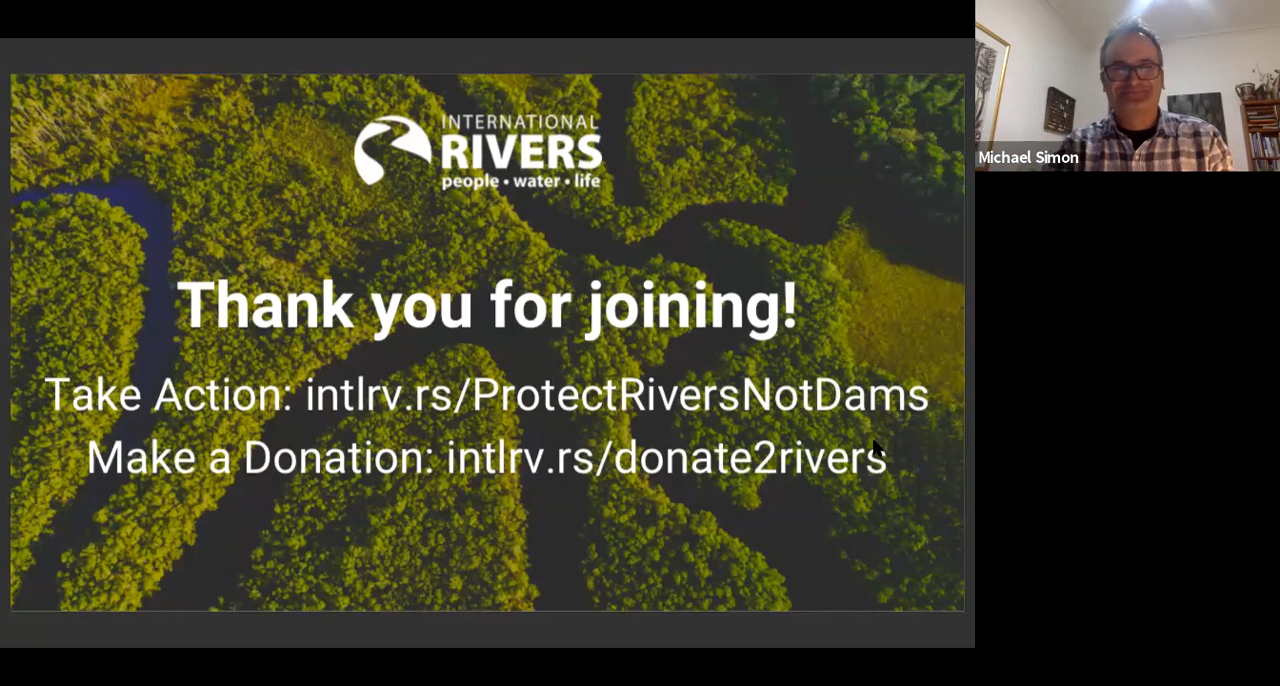 INTERNATIONAL
RIVERS
people • water • life
Thank you for joining!
Take Action: intlrv.rs/ProtectRiversNotDams
Make a Donation: intlrv.rs/donate2rivers
Michael Simon